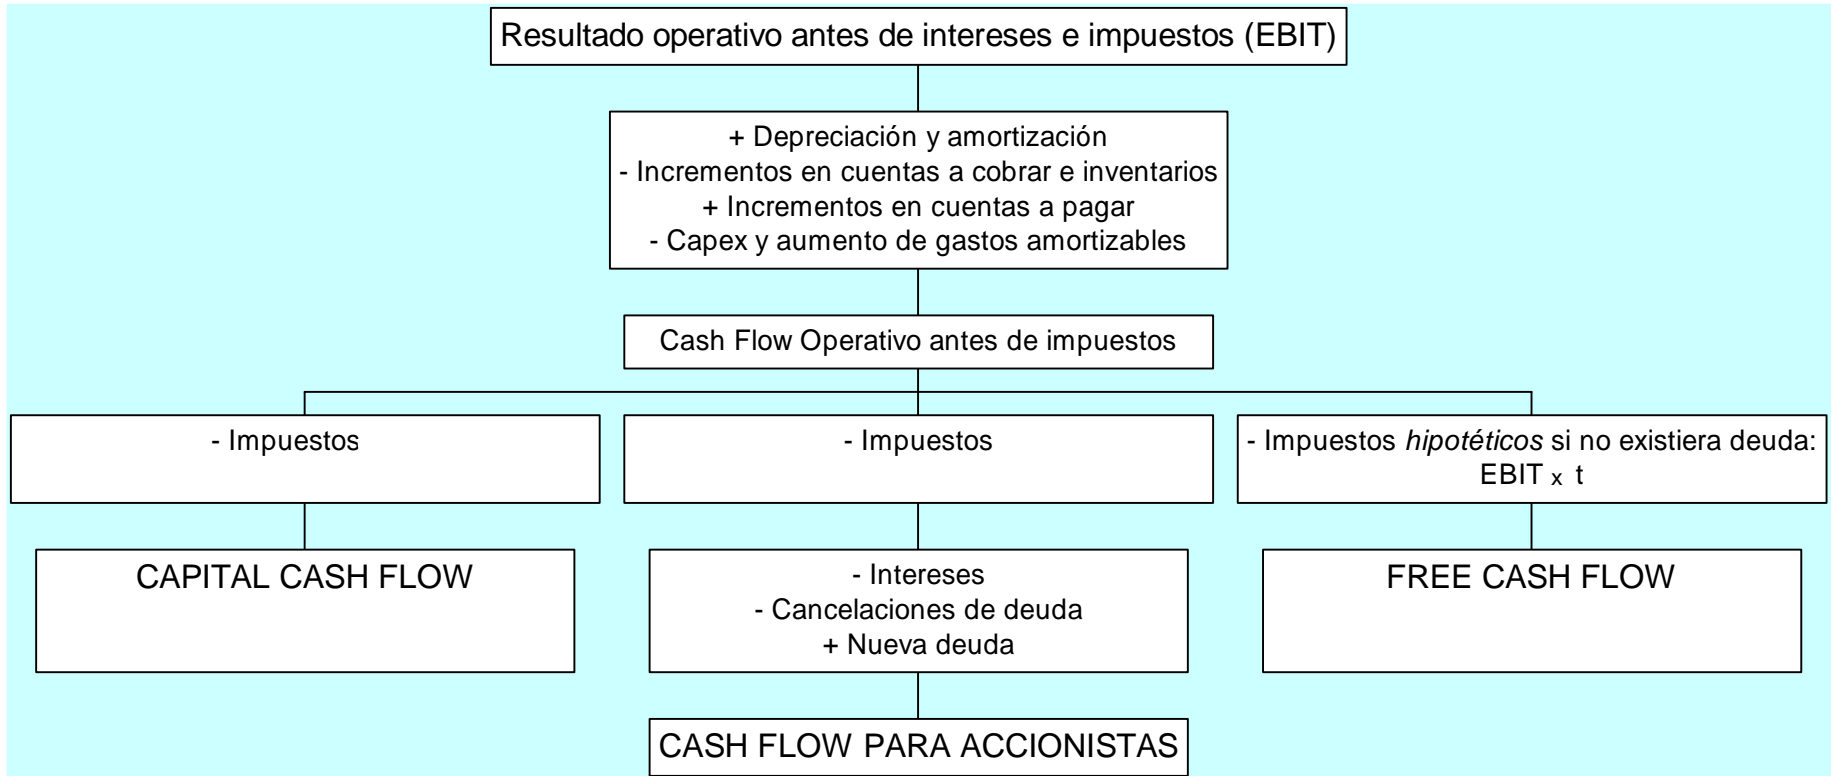 Resultado operativo antes de intereses e impuestos (EBIT)
+ Depreciación y amortización
- Incrementos en cuentas a cobrar e inventarios
+ Incrementos en cuentas a pagar
- Capex y aumento de gastos amortizables
Cash Flow Operativo antes de impuestos
- Impuestos
- Impuestos
- Impuestos hipotéticos si no existiera deuda:
EBIT x t
CAPITAL CASH FLOW
- Intereses
- Cancelaciones de deuda
+ Nueva deuda
FREE CASH FLOW
CASH FLOW PARA ACCIONISTAS